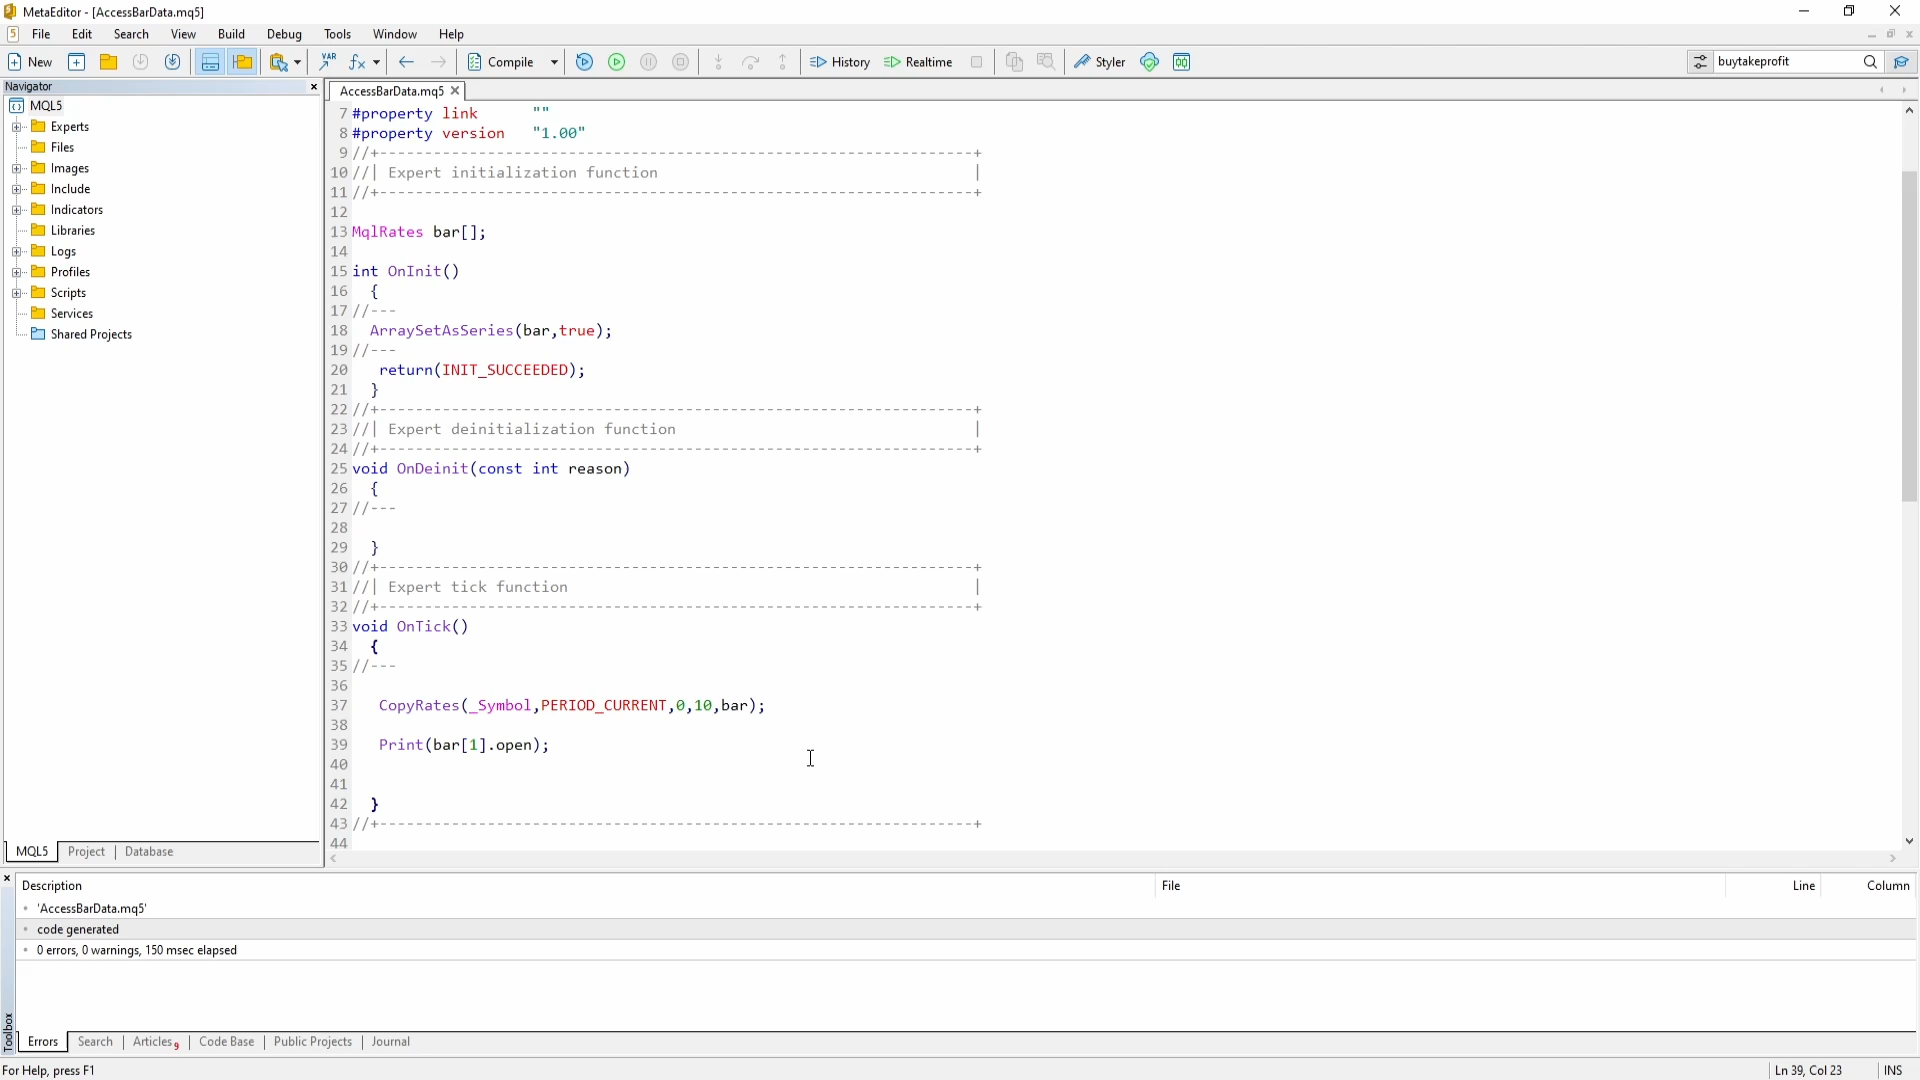 MetaEditor - [AccessBarData.mq5]
File Edit Search View Build Debug Tools Window Help
New Compile History Realtime Styler buytakeprofit
Navigator
MQL5
Experts
Files
Images
Include
Indicators
Libraries
Logs
Profiles
Scripts
Services
Shared Projects
MQL5 Project Database
AccessBarData.mq5
7 #property link ""
8 #property version "1.00"
9 //+------------------------------------------------------------------+
10 //| Expert initialization function |
11 //+------------------------------------------------------------------+
12
13 MqlRates bar[];
14
15 int OnInit()
16 {
17 //---
18 ArraySetAsSeries(bar,true);
19 //---
20 return(INIT_SUCCEEDED);
21 }
22 //+------------------------------------------------------------------+
23 //| Expert deinitialization function |
24 //+------------------------------------------------------------------+
25 void OnDeinit(const int reason)
26 {
27 //---
28
29 }
30 //+------------------------------------------------------------------+
31 //| Expert tick function |
32 //+------------------------------------------------------------------+
33 void OnTick()
34 {
35 //---
36
37 CopyRates(_Symbol,PERIOD_CURRENT,0,10,bar);
38
39 Print(bar[1].open);
40
41
42 }
43 //+------------------------------------------------------------------+
44
Description File Line Column
'AccessBarData.mq5'
code generated
0 errors, 0 warnings, 150 msec elapsed
Toolbox
Errors Search Articles 9 Code Base Public Projects Journal
For Help, press F1 Ln 39, Col 23 INS